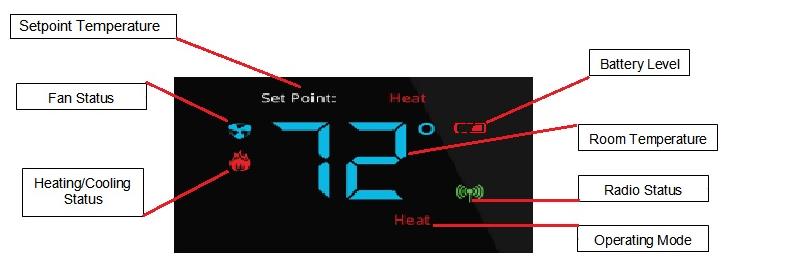 Setpoint Temperature
Battery Level
Fan Status
Set Point:
Heat
72°
Room Temperature
Heating/Cooling
Status
Radio Status
Heat
Operating Mode